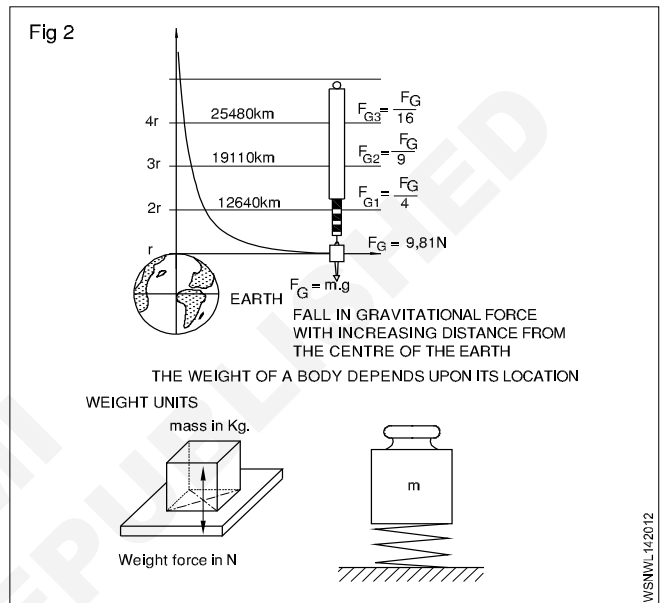 Fig 2
4r 25480km F_G3 = F_G/16
3r 19110km F_G2 = F_G/9
2r 12640km F_G1 = F_G/4
r F_G = 9,81N
EARTH F_G = m.g
FALL IN GRAVITATIONAL FORCE
WITH INCREASING DISTANCE FROM
THE CENTRE OF THE EARTH
THE WEIGHT OF A BODY DEPENDS UPON ITS LOCATION
WEIGHT UNITS
mass in Kg.
m
Weight force in N
WSNWL142012
PUBLISHED